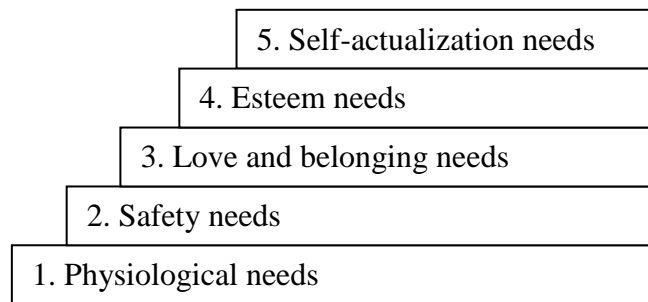 5. Self-actualization needs
4. Esteem needs
3. Love and belonging needs
2. Safety needs
1. Physiological needs